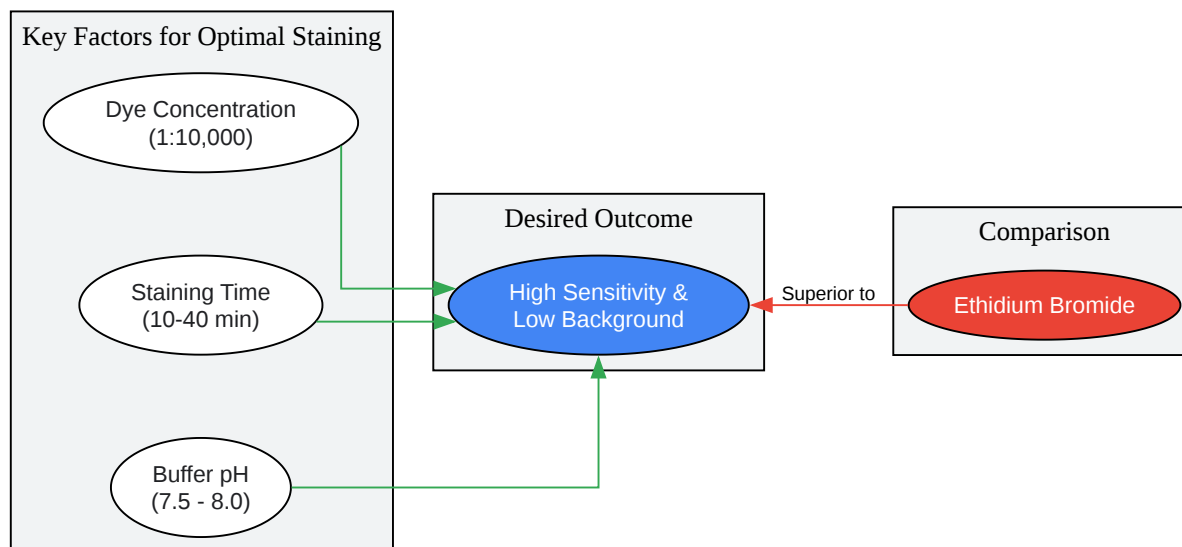 Key Factors for Optimal Staining
Dye Concentration
(1:10,000)
Staining Time
(10-40 min)
Buffer pH
(7.5 - 8.0)
Desired Outcome
High Sensitivity &
Low Background
Superior to
Comparison
Ethidium Bromide